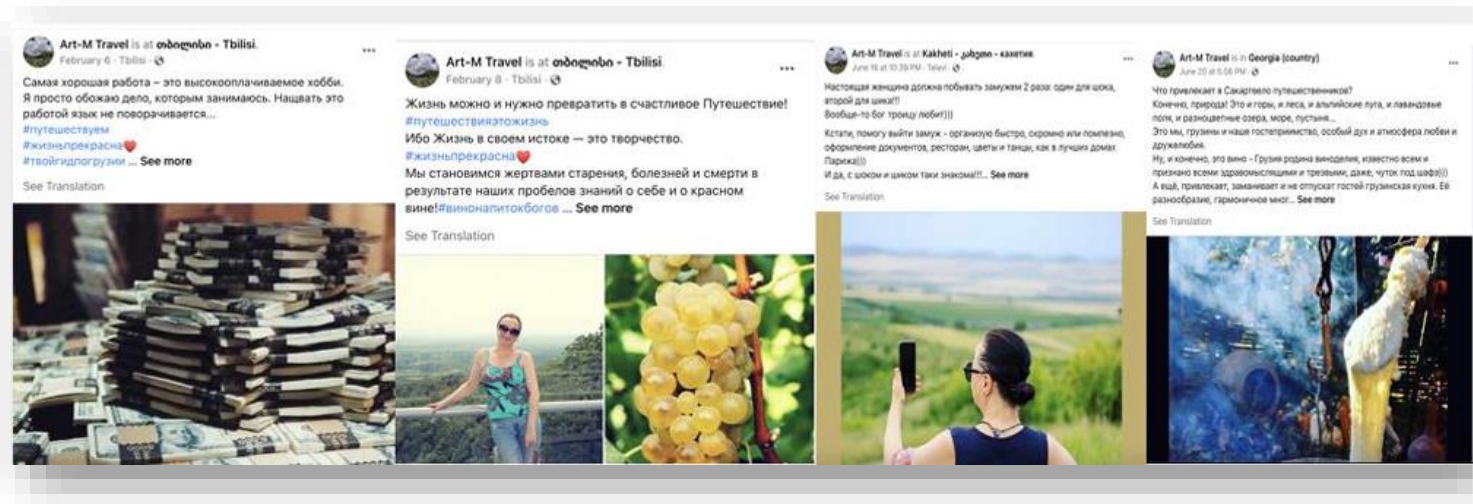 Art-M Travel is at თბილისი - Tbilisi.
February 6 · Tbilisi ·
Самая хорошая работа – это высокооплачиваемое хобби.
Я просто обожаю дело, которым занимаюсь. Нащвать это
работой язык не поворачивается...
#путешествуем
#жизньпрекрасна❤️
#твойгидпогрузии ... See more
See Translation
Art-M Travel is at თბილისი - Tbilisi.
February 8 · Tbilisi ·
Жизнь можно и нужно превратить в счастливое Путешествие!
#путешествияэтожизнь
Ибо Жизнь в своем истоке — это творчество.
#жизньпрекрасна❤️
Мы становимся жертвами старения, болезней и смерти в
результате наших пробелов знаний о себе и о красном
вине!#винонапитокбогов ... See more
See Translation
Art-M Travel is at Kakheti - კახეთი - кахетия.
June 16 at 10:39 PM · Telavi ·
Настоящая женщина должна побывать замужем 2 раза: один для шока,
второй для шика!!!
Вообще-то бог троицу любит)))
Кстати, помогу выйти замуж - организую быстро, скромно или помпезно,
оформление документов, ресторан, цветы и танцы, как в лучших домах
Парижа)))
И да, с шоком и шиком таки знакома!!!... See more
See Translation
Art-M Travel is in Georgia (country)
June 20 at 5:56 PM ·
Что привлекает в Сакартвело путешественников?
Конечно, природа! Это и горы, и леса, и альпийские луга, и лавандовые
поля, и разноцветные озера, море, пустыня...
Это мы, грузины и наше гостеприимство, особый дух и атмосфера любви и
дружелюбия.
Ну, и конечно, это вино - Грузия родина виноделия, известно всем и
признано всеми здравомыслящими и трезвыми, даже, чуток под шафэ)))
А ещё, привлекает, заманивает и не отпускат гостей грузинская кухня. Её
разнообразие, гармоничное мног... See more
See Translation